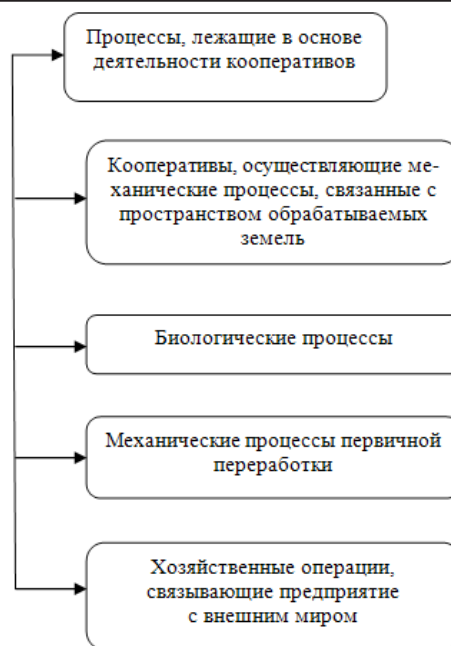 Процессы, лежащие в основе
деятельности кооперативов
Кооперативы, осуществляющие ме-
ханические процессы, связанные с
пространством обрабатываемых
земель
Биологические процессы
Механические процессы первичной
переработки
Хозяйственные операции,
связывающие предприятие
с внешним миром